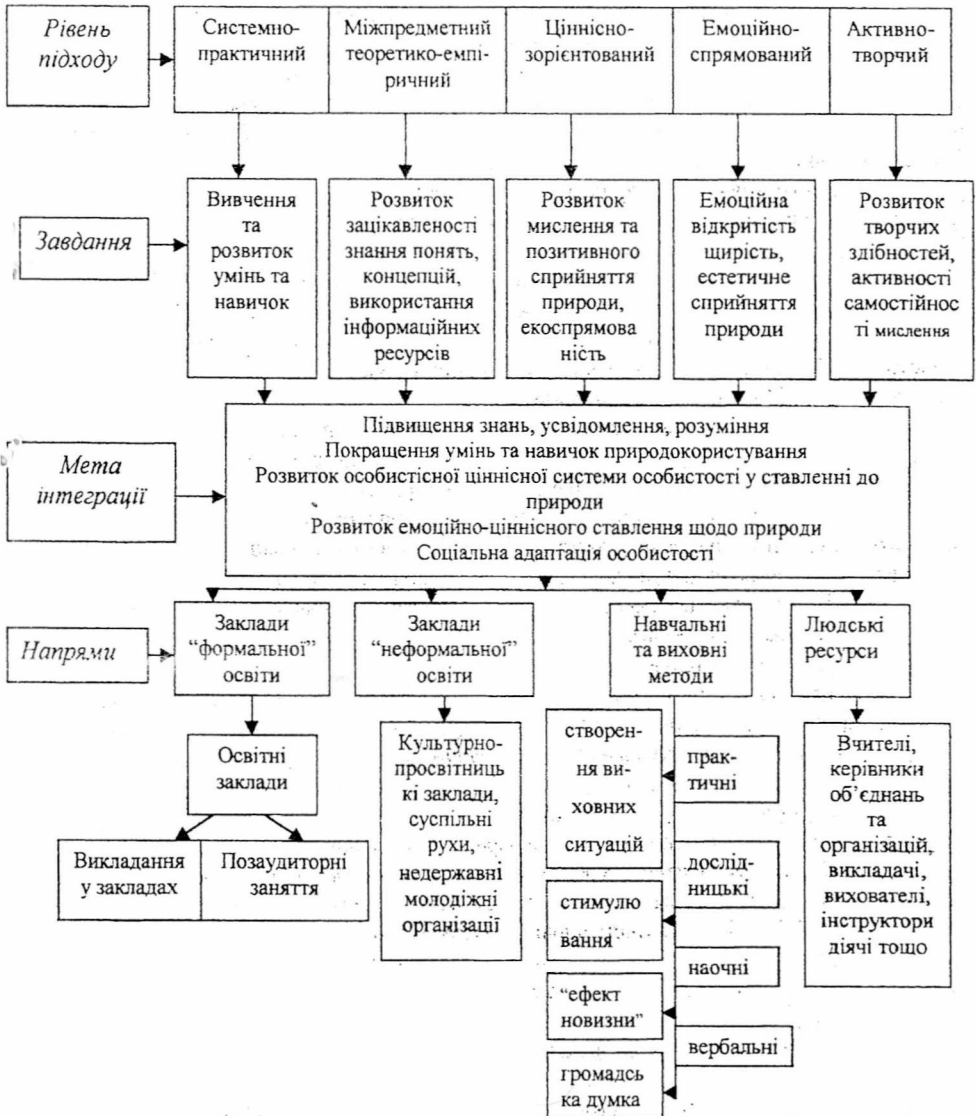 Рівень
підходу
Системно-
практичний
Міжпредметний
теоретико-емпі-
ричний
Ціннісно-
зорієнтований
Емоційно-
спрямований
Активно-
творчий
Завдання
Вивчення
та
розвиток
умінь та
навичок
Розвиток
зацікавленості
знання понять,
концепцій,
використання
інформаційних
ресурсів
Розвиток
мислення та
позитивного
сприйняття
природи,
екоспрямова
ність
Емоційна
відкритість
щирість,
естетичне
сприйняття
природи
Розвиток
творчих
здібностей,
активності
самостійнос
ті мислення
Мета
інтеграції
Підвищення знань, усвідомлення, розуміння
Покращення умінь та навичок природокористування
Розвиток особистісної ціннісної системи особистості у ставленні до
природи
Розвиток емоційно-ціннісного ставлення щодо природи
Соціальна адаптація особистості
Напрями
Заклади
“формальної”
освіти
Заклади
“неформальної”
освіти
Навчальні
та виховні
методи
Людські
ресурси
Освітні
заклади
Викладання
у закладах
Позаудиторні
заняття
Культурно-
просвітниць
кі заклади,
суспільні
рухи,
недержавні
молодіжні
організації
створен-
ня ви-
ховних
ситуацій
стимулю
вання
“ефект
новизни”
громадсь
ка думка
прак-
тичні
дослід-
ницькі
наочні
вербальні
Вчителі,
керівники
об’єднань
та
організацій,
викладачі,
вихователі,
інструктори
діячі тощо